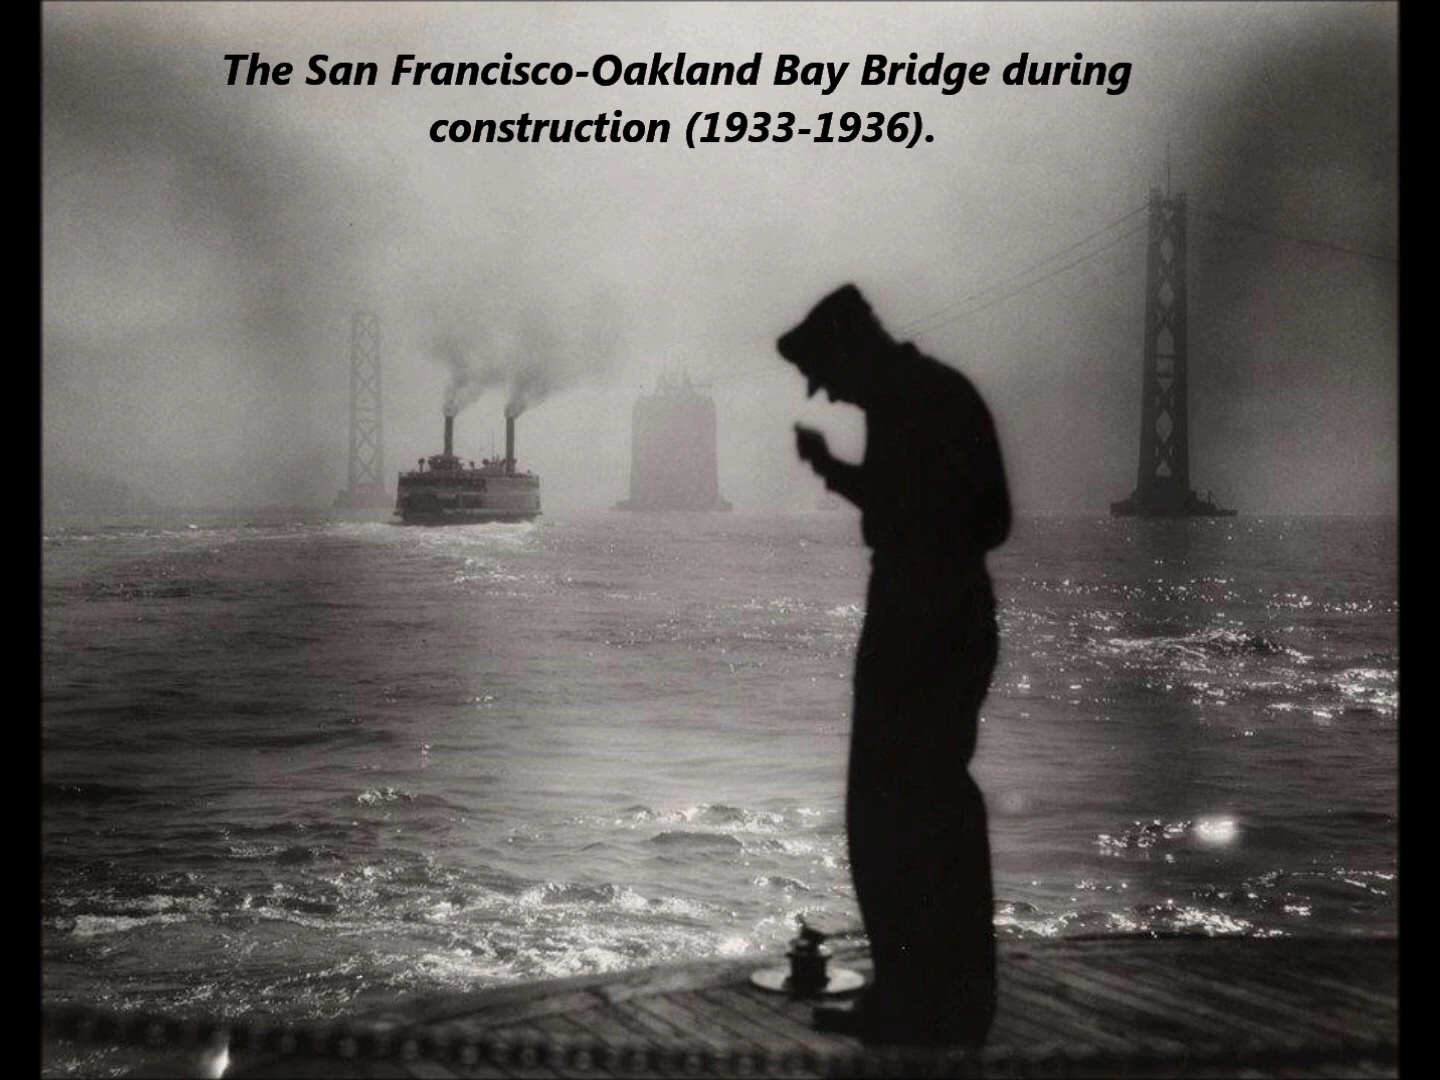 The San Francisco-Oakland Bay Bridge during
construction (1933-1936).